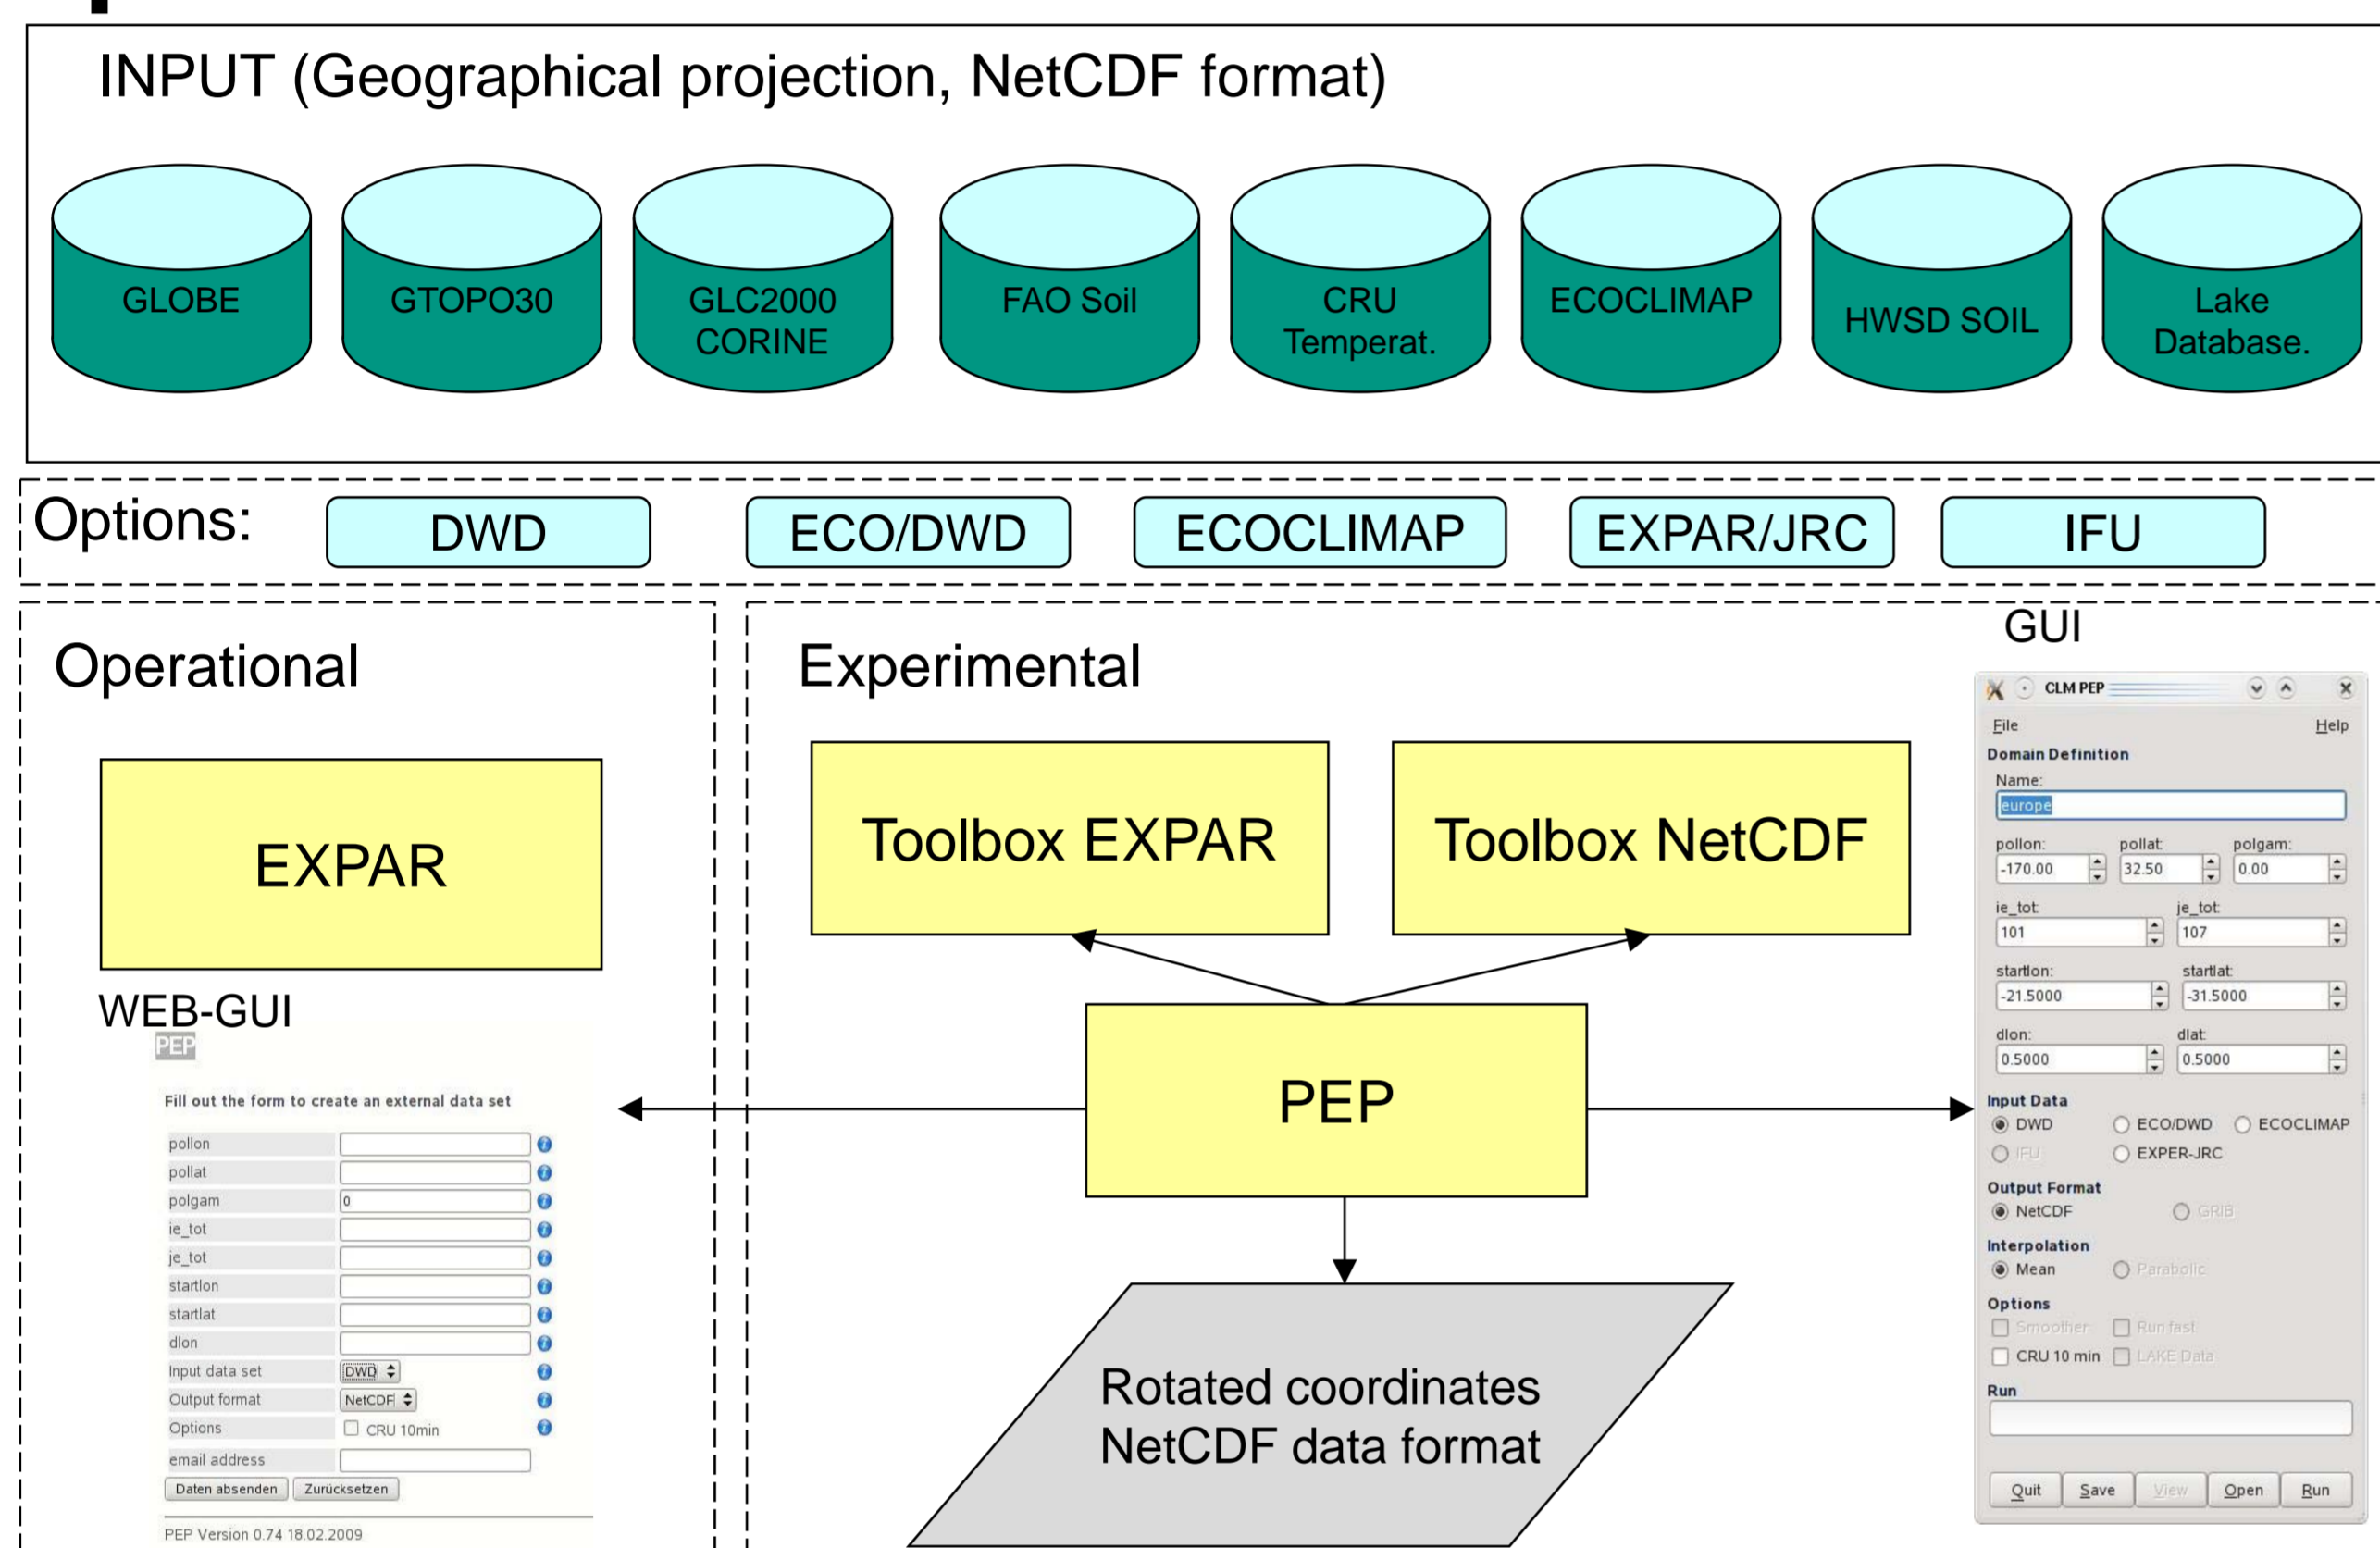 INPUT (Geographical projection, NetCDF format)
GLOBE
GTOPO30
GLC2000
CORINE
FAO Soil
CRU
Temperat.
ECOCLIMAP
HWSD SOIL
Lake
Database.
Options:
DWD
ECO/DWD
ECOCLIMAP
EXPAR/JRC
IFU
Operational
EXPAR
WEB-GUI
PEP
Fill out the form to create an external data set
pollon
pollat
polgam 0
ie_tot
je_tot
startlon
startlat
dlon
Input data set DWD
Output format NetCDF
Options CRU 10min
email address
Daten absenden Zurücksetzen
PEP Version 0.74 18.02.2009
Experimental
Toolbox EXPAR
Toolbox NetCDF
PEP
Rotated coordinates
NetCDF data format
GUI
CLM PEP
File Help
Domain Definition
Name:
europe
pollon: pollat: polgam:
-170.00 32.50 0.00
ie_tot: je_tot:
101 107
startlon: startlat:
-21.5000 -31.5000
dlon: dlat:
0.5000 0.5000
Input Data
DWD ECO/DWD ECOCLIMAP
IFU EXPER-JRC
Output Format
NetCDF GRIB
Interpolation
Mean Parabolic
Options
Smoother Run fast
CRU 10 min LAKE Data
Run
Quit Save View Open Run